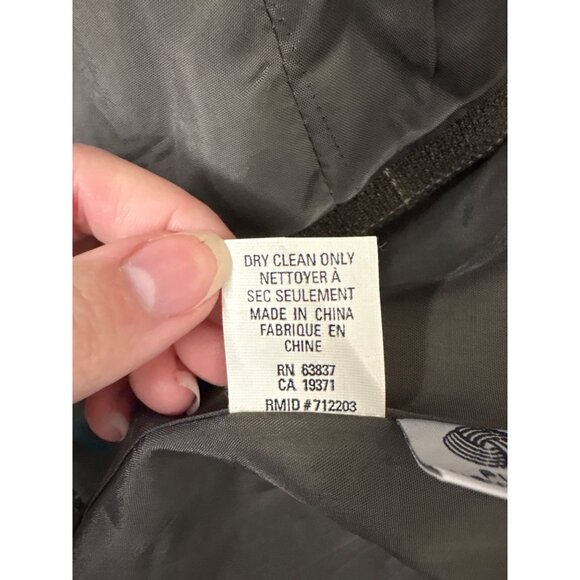 DRY CLEAN ONLY
NETTOYER À
SEC SEULEMENT
MADE IN CHINA
FABRIQUE EN
CHINE
RN 63837
CA 19371
RMID #712203